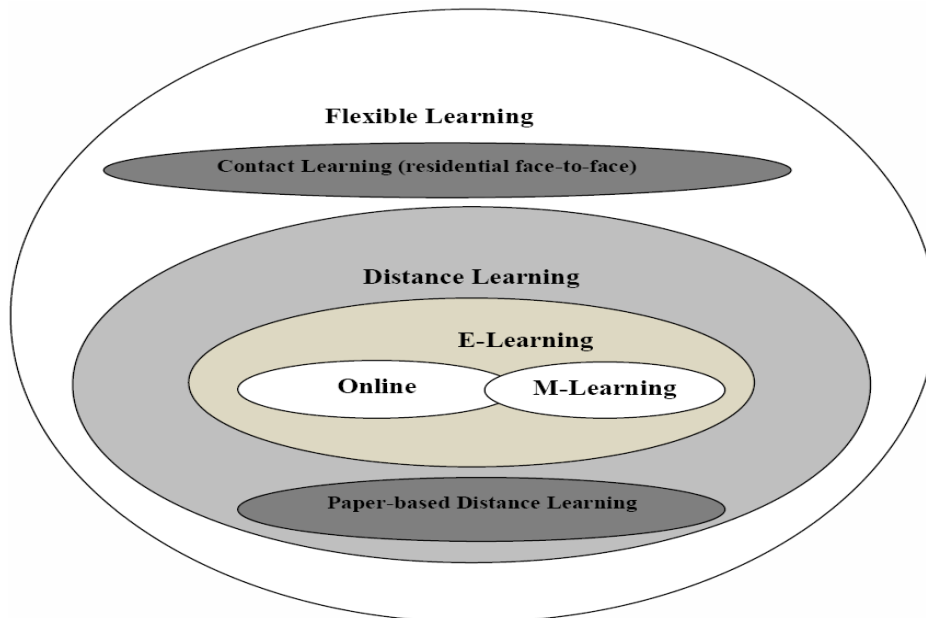 Flexible Learning
Contact Learning (residential face-to-face)
Distance Learning
E-Learning
Online
M-Learning
Paper-based Distance Learning